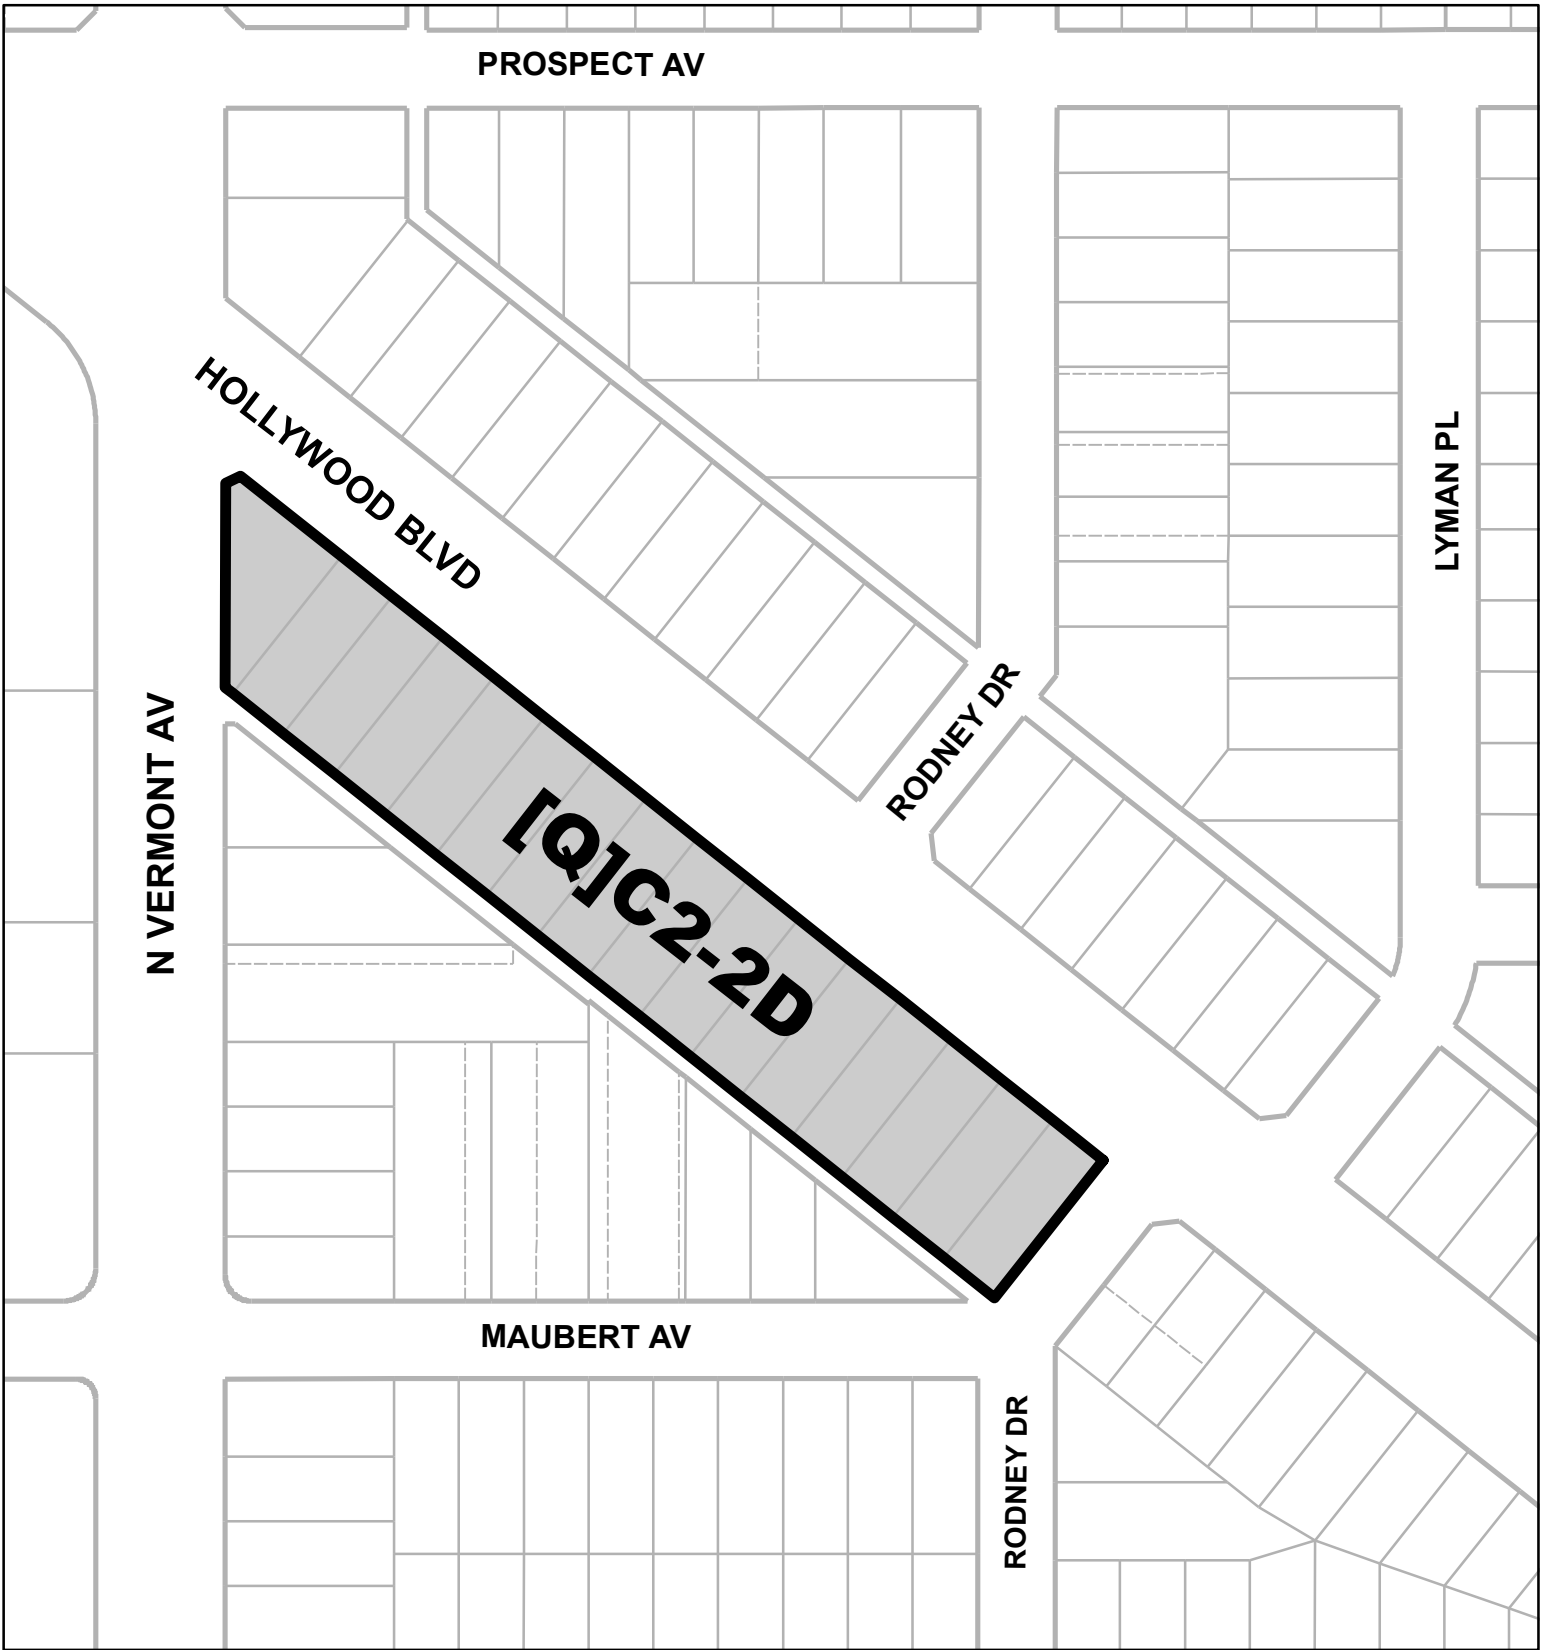 PROSPECT AV
HOLLYWOOD BLVD
LYMAN PL
RODNEY DR
N VERMONT AV
[Q]C2-2D
MAUBERT AV
RODNEY DR